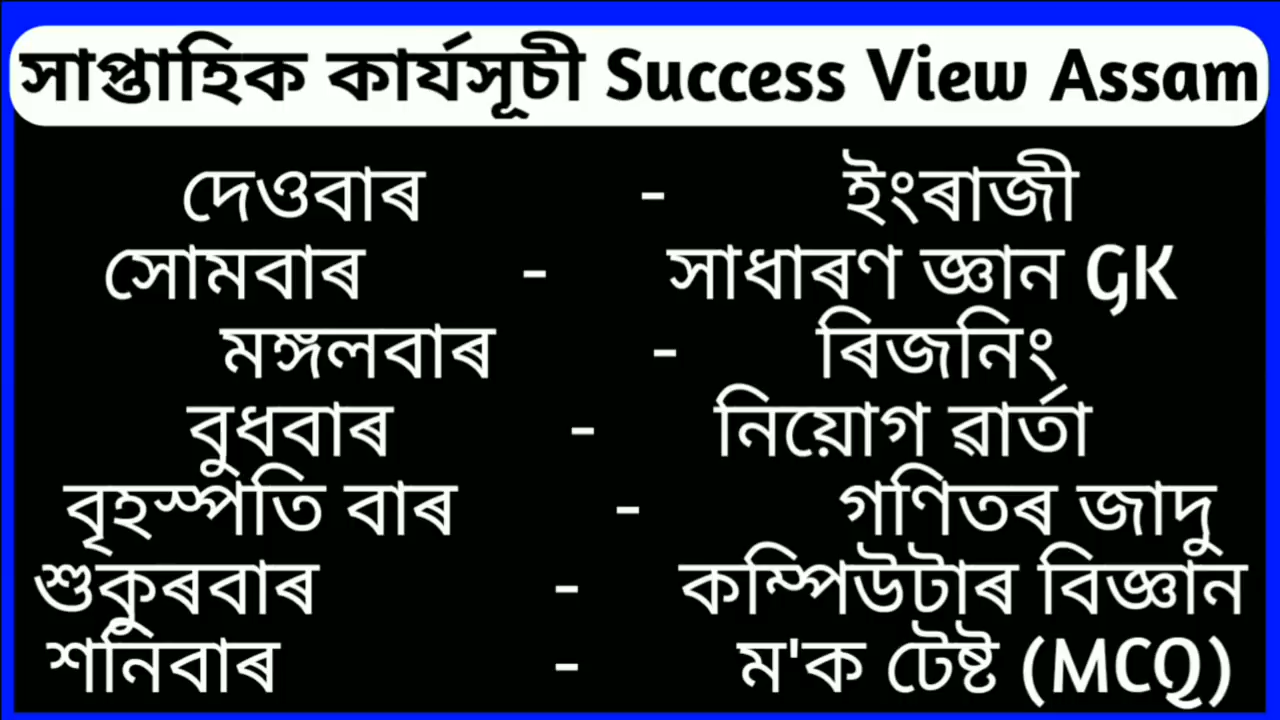 সাপ্তাহিক কাৰ্যসূচী Success View Assam
দেওবাৰ - ইংৰাজী
সোমবাৰ - সাধাৰণ জ্ঞান GK
মঙ্গলবাৰ - ৰিজনিং
বুধবাৰ - নিয়োগ ৱাৰ্তা
বৃহস্পতি বাৰ - গণিতৰ জাদু
শুকুৰবাৰ - কম্পিউটাৰ বিজ্ঞান
শনিবাৰ - ম'ক টেষ্ট (MCQ)